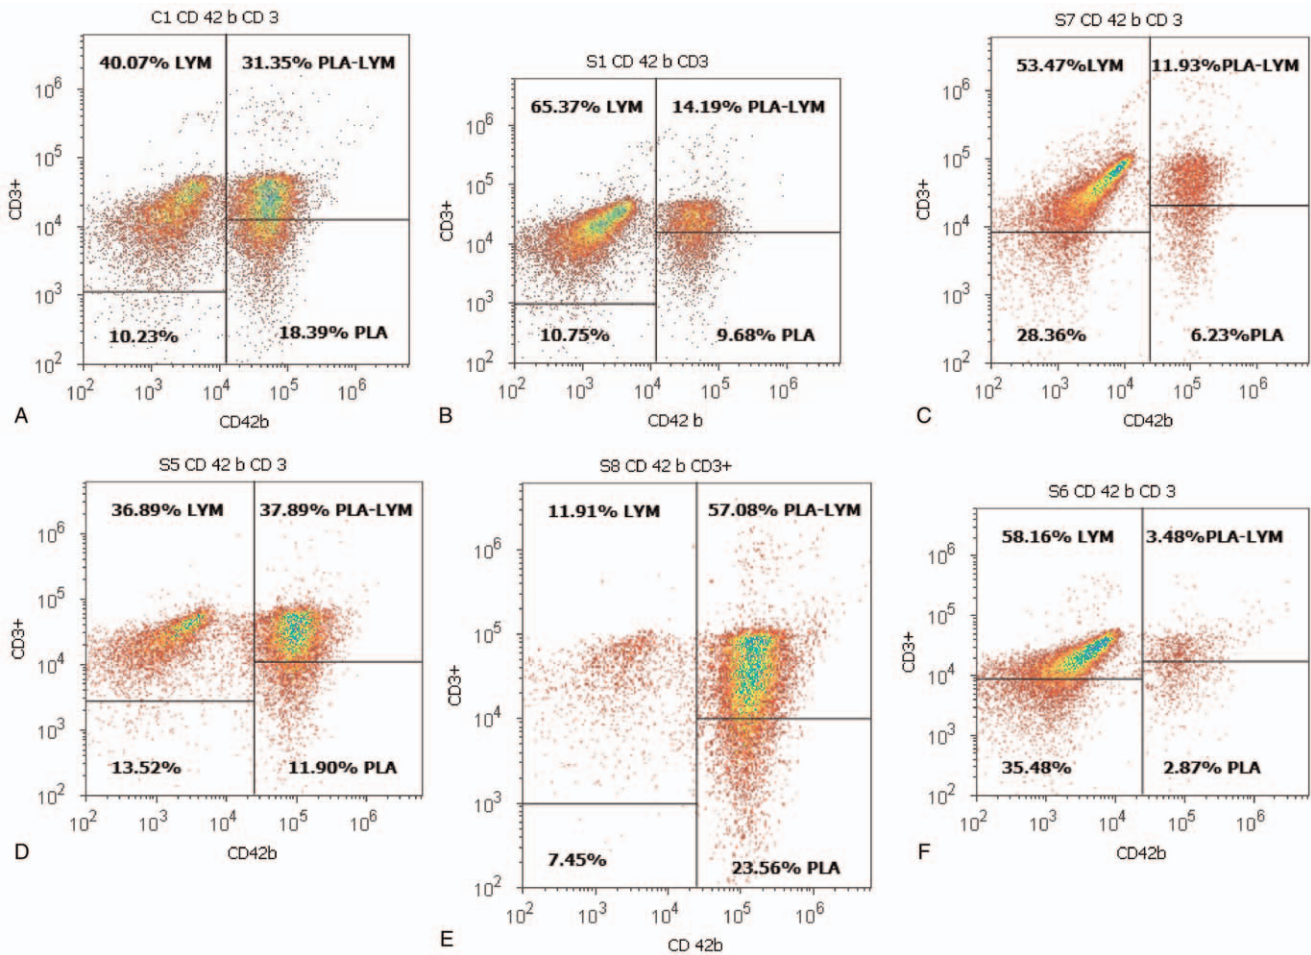 C1 CD 42 b CD 3
40.07% LYM
31.35% PLA-LYM
10.23%
18.39% PLA
CD3+
10^6
10^5
10^4
10^3
10^2
10^2 10^3 10^4 10^5 10^6
CD42b
A
S1 CD 42 b CD3
65.37% LYM
14.19% PLA-LYM
10.75%
9.68% PLA
CD3+
10^6
10^5
10^4
10^3
10^2
10^2 10^3 10^4 10^5 10^6
CD42 b
B
S7 CD 42 b CD 3
53.47%LYM
11.93%PLA-LYM
28.36%
6.23%PLA
CD3+
10^6
10^5
10^4
10^3
10^2
10^2 10^3 10^4 10^5 10^6
CD42b
C
S5 CD 42 b CD 3
36.89% LYM
37.89% PLA-LYM
13.52%
11.90% PLA
CD3+
10^6
10^5
10^4
10^3
10^2
10^2 10^3 10^4 10^5 10^6
CD42b
D
S8 CD 42 b CD3+
11.91% LYM
57.08% PLA-LYM
7.45%
23.56% PLA
CD3+
10^6
10^5
10^4
10^3
10^2
10^2 10^3 10^4 10^5 10^6
CD 42b
E
S6 CD 42 b CD 3
58.16% LYM
3.48%PLA-LYM
35.48%
2.87% PLA
CD3+
10^6
10^5
10^4
10^3
10^2
10^2 10^3 10^4 10^5 10^6
CD42b
F